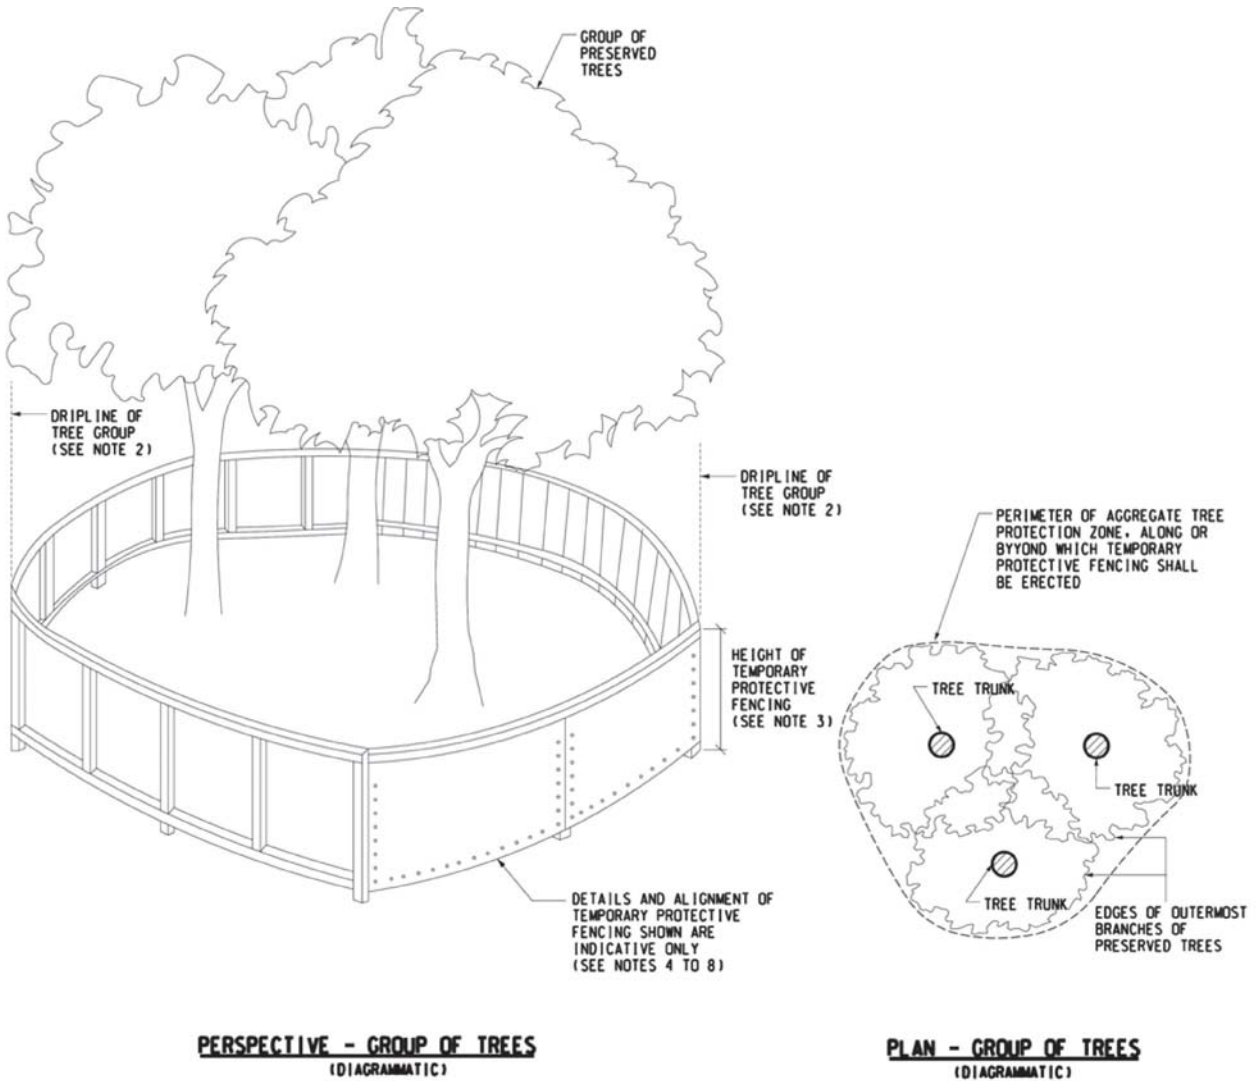 GROUP OF
PRESERVED
TREES
DRIPLINE OF
TREE GROUP
(SEE NOTE 2)
DRIPLINE OF
TREE GROUP
(SEE NOTE 2)
HEIGHT OF
TEMPORARY
PROTECTIVE
FENCING
(SEE NOTE 3)
DETAILS AND ALIGNMENT OF
TEMPORARY PROTECTIVE
FENCING SHOWN ARE
INDICATIVE ONLY
(SEE NOTES 4 TO 8)
PERSPECTIVE - GROUP OF TREES
(DIAGRAMMATIC)
PERIMETER OF AGGREGATE TREE
PROTECTION ZONE, ALONG OR
BYYOND WHICH TEMPORARY
PROTECTIVE FENCING SHALL
BE ERECTED
TREE TRUNK
TREE TRUNK
TREE TRUNK
EDGES OF OUTERMOST
BRANCHES OF
PRESERVED TREES
PLAN - GROUP OF TREES
(DIAGRAMMATIC)